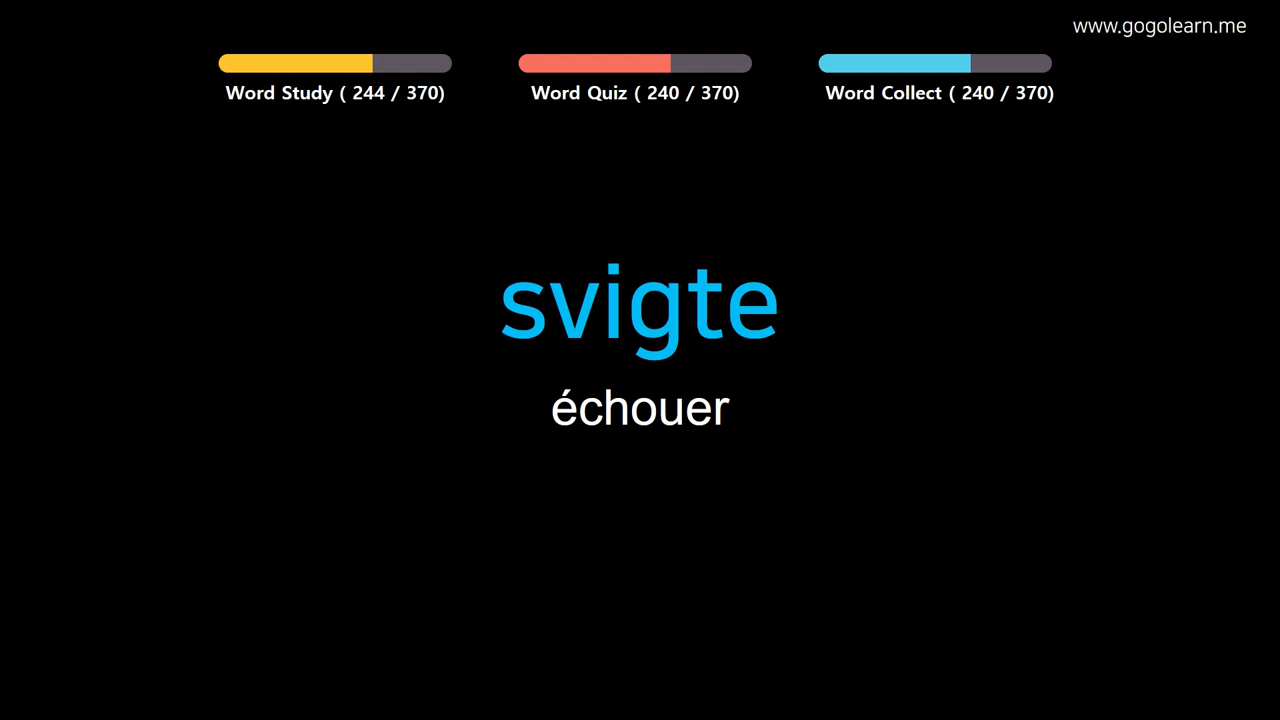 www.gogolearn.me
Word Study ( 244 / 370)
Word Quiz ( 240 / 370)
Word Collect ( 240 / 370)
svigte
échouer